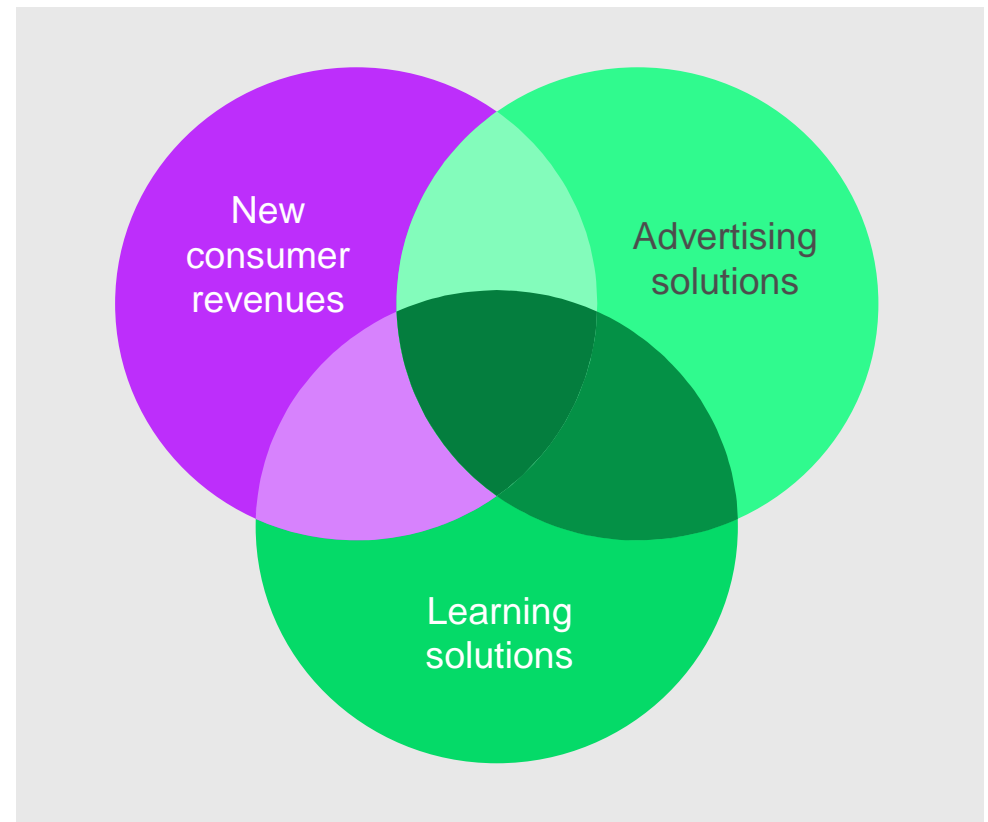 New
consumer
revenues
Advertising
solutions
Learning
solutions